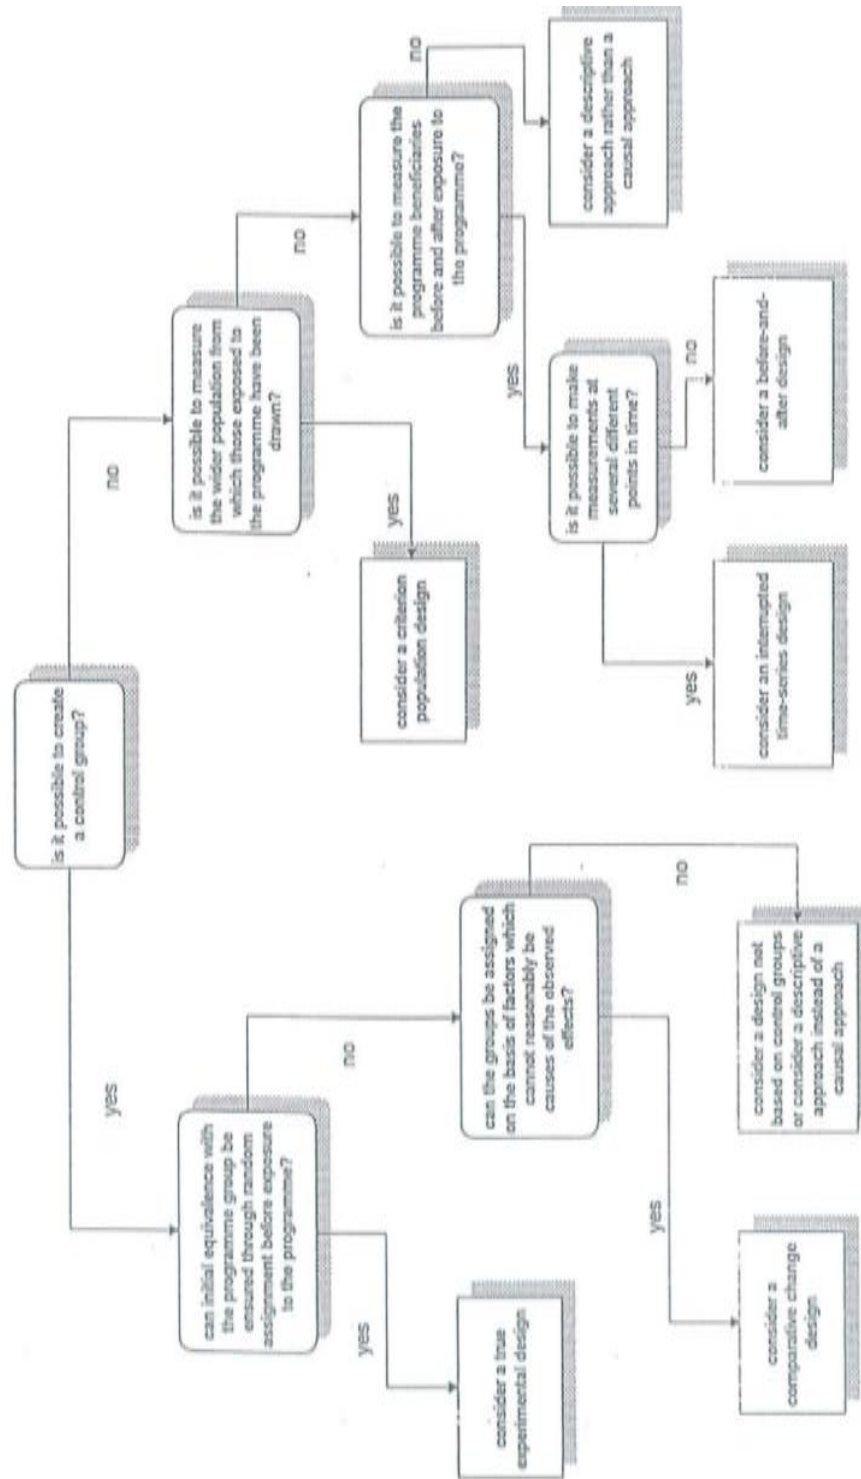 is it possible to create
a control group?
yes
no
can initial equivalence with
the programme group be
ensured through random
assignment before exposure
to the programme?
is it possible to measure
the wider population from
which those exposed to
the programme have been
drawn?
yes
no
yes
no
consider a true
experimental design
can the groups be assigned
on the basis of factors which
cannot reasonably be
causes of the observed
effects?
consider a criterion
population design
is it possible to measure the
programme beneficiaries
before and after exposure to
the programme?
yes
no
yes
no
consider a
comparative change
design
consider a design not
based on control groups
or consider a descriptive
approach instead of a
causal approach
is it possible to make
measurements at
several different
points in time?
consider a descriptive
approach rather than a
causal approach
yes
no
consider an interrupted
time-series design
consider a before-and-
after design